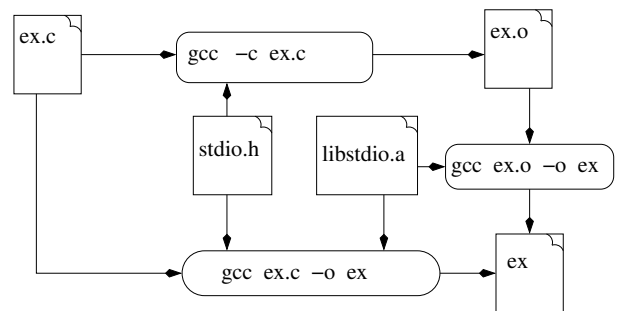 ex.c
gcc −c ex.c
ex.o
stdio.h
libstdio.a
gcc ex.o −o ex
gcc ex.c −o ex
ex